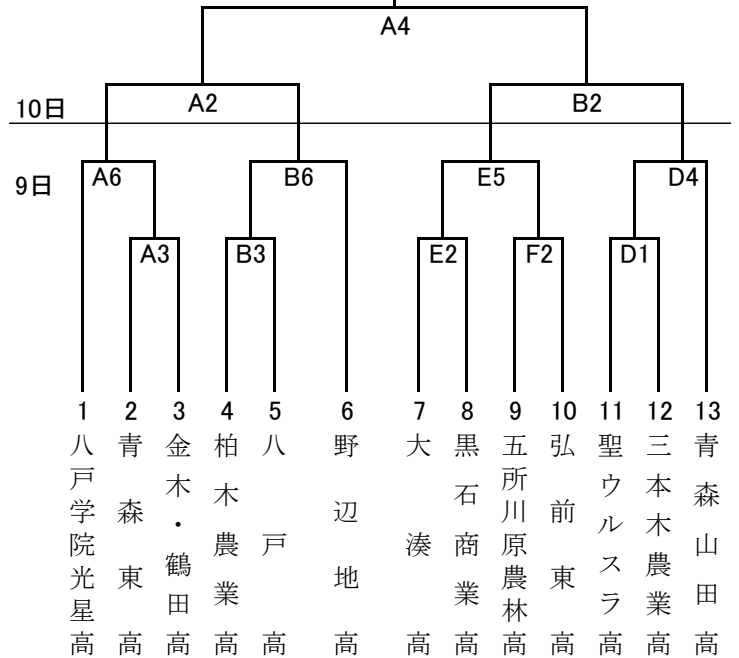 A4
10日
A2
B2
9日
A6
B6
E5
D4
A3
B3
E2
F2
D1
1
2
3
4
5
6
7
8
9
10
11
12
13
八戸学院光星高
青森東高
金木・鶴田高
柏木農業高
八戸高
野辺地高
大湊高
黒石商業高
五所川原農林高
弘前東高
聖ウルスラ高
三本木農業高
青森山田高